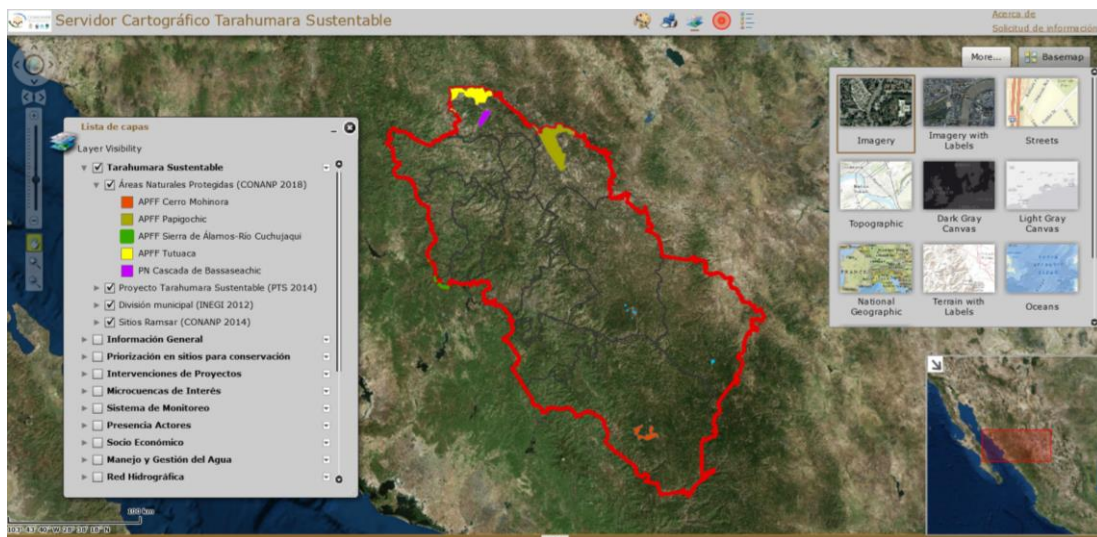 Servidor Cartográfico Tarahumara Sustentable
Acerca de
Solicitud de información
More...
Basemap
Lista de capas
Layer Visibility
Tarahumara Sustentable
Áreas Naturales Protegidas (CONANP 2018)
APFF Cerro Mohinora
APFF Papigochic
APFF Sierra de Álamos-Río Cuchujaqui
APFF Tutuaca
PN Cascada de Bassaseachic
Proyecto Tarahumara Sustentable (PTS 2014)
División municipal (INEGI 2012)
Sitios Ramsar (CONANP 2014)
Información General
Priorización en sitios para conservación
Intervenciones de Proyectos
Microcuencas de Interés
Sistema de Monitoreo
Presencia Actores
Socio Económico
Manejo y Gestión del Agua
Red Hidrográfica
Imagery
Imagery with
Labels
Streets
Topographic
Dark Gray
Canvas
Light Gray
Canvas
National
Geographic
Terrain with
Labels
Oceans
100 km